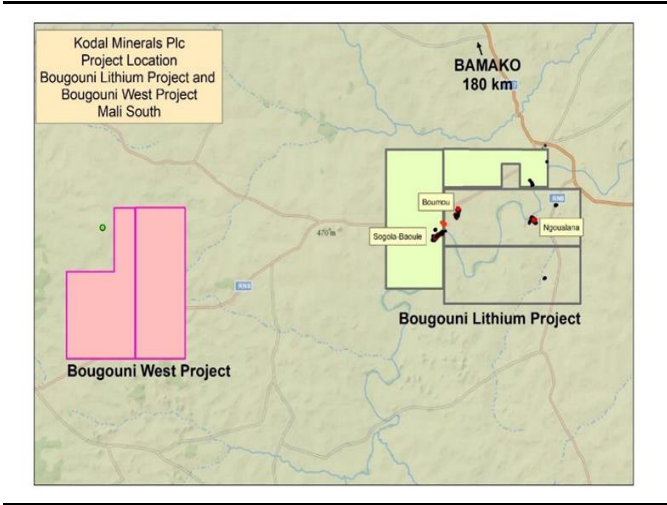 Kodal Minerals Plc
Project Location
Bougouni Lithium Project and
Bougouni West Project
Mali South
BAMAKO
180 km
Boumou
Sogola-Baoule
Ngoualana
470 m
Bougouni Lithium Project
Bougouni West Project